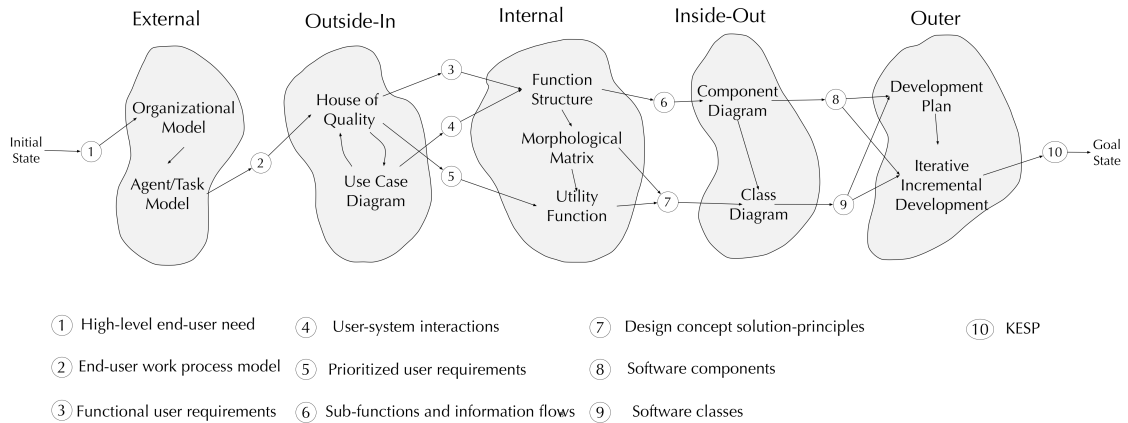 External
Outside-In
Internal
Inside-Out
Outer
Initial
State
1
Organizational
Model
Agent/Task
Model
2
House of
Quality
Use Case
Diagram
3
4
5
Function
Structure
Morphological
Matrix
Utility
Function
6
7
Component
Diagram
Class
Diagram
8
9
Development
Plan
Iterative
Incremental
Development
10
Goal
State
1 High-level end-user need
2 End-user work process model
3 Functional user requirements
4 User-system interactions
5 Prioritized user requirements
6 Sub-functions and information flows
7 Design concept solution-principles
8 Software components
9 Software classes
10 KESP